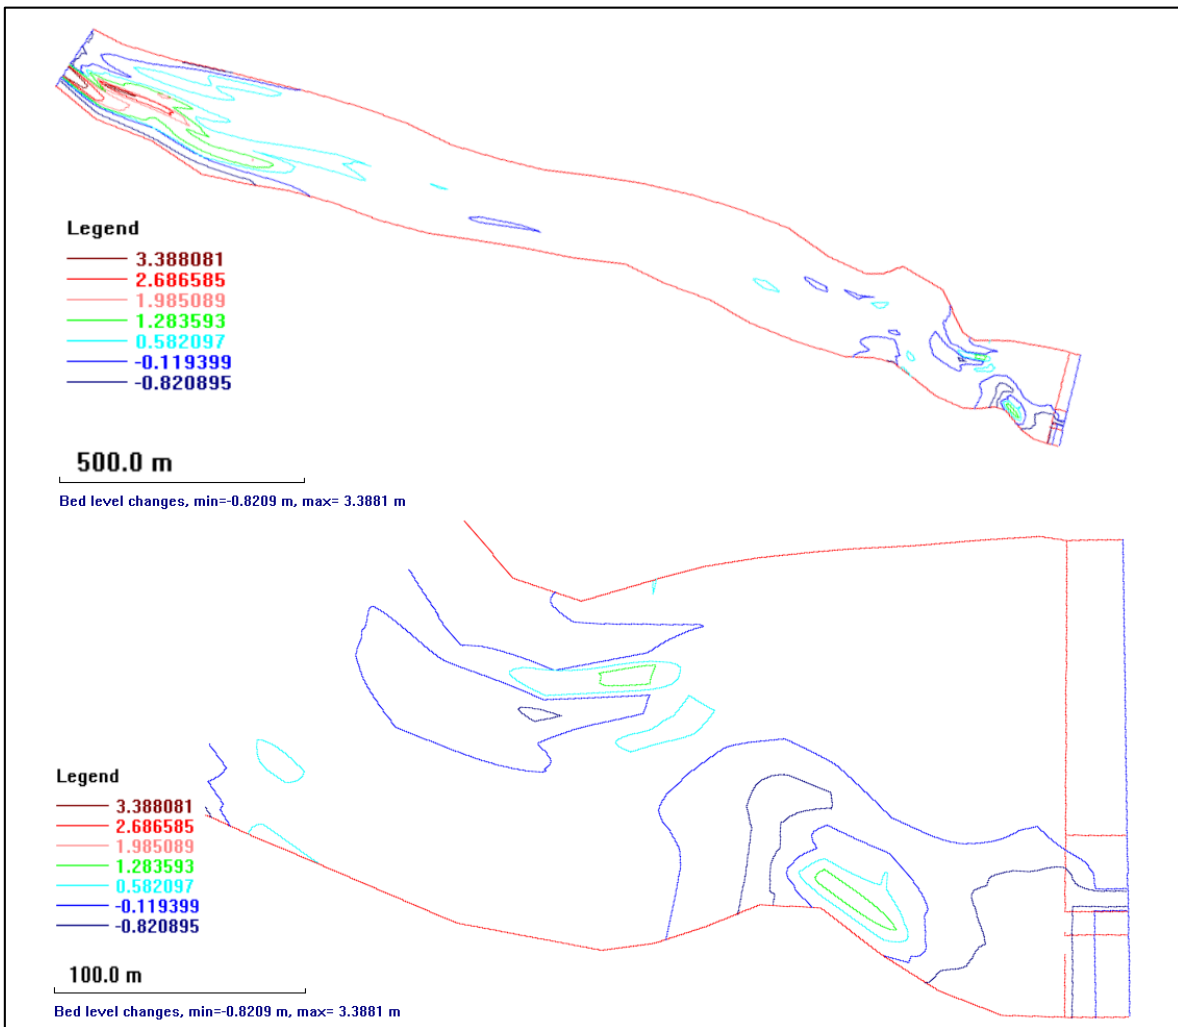 Legend
3.388081
2.686585
1.985089
1.283593
0.582097
-0.119399
-0.820895
500.0 m
Bed level changes, min=-0.8209 m, max= 3.3881 m
Legend
3.388081
2.686585
1.985089
1.283593
0.582097
-0.119399
-0.820895
100.0 m
Bed level changes, min=-0.8209 m, max= 3.3881 m